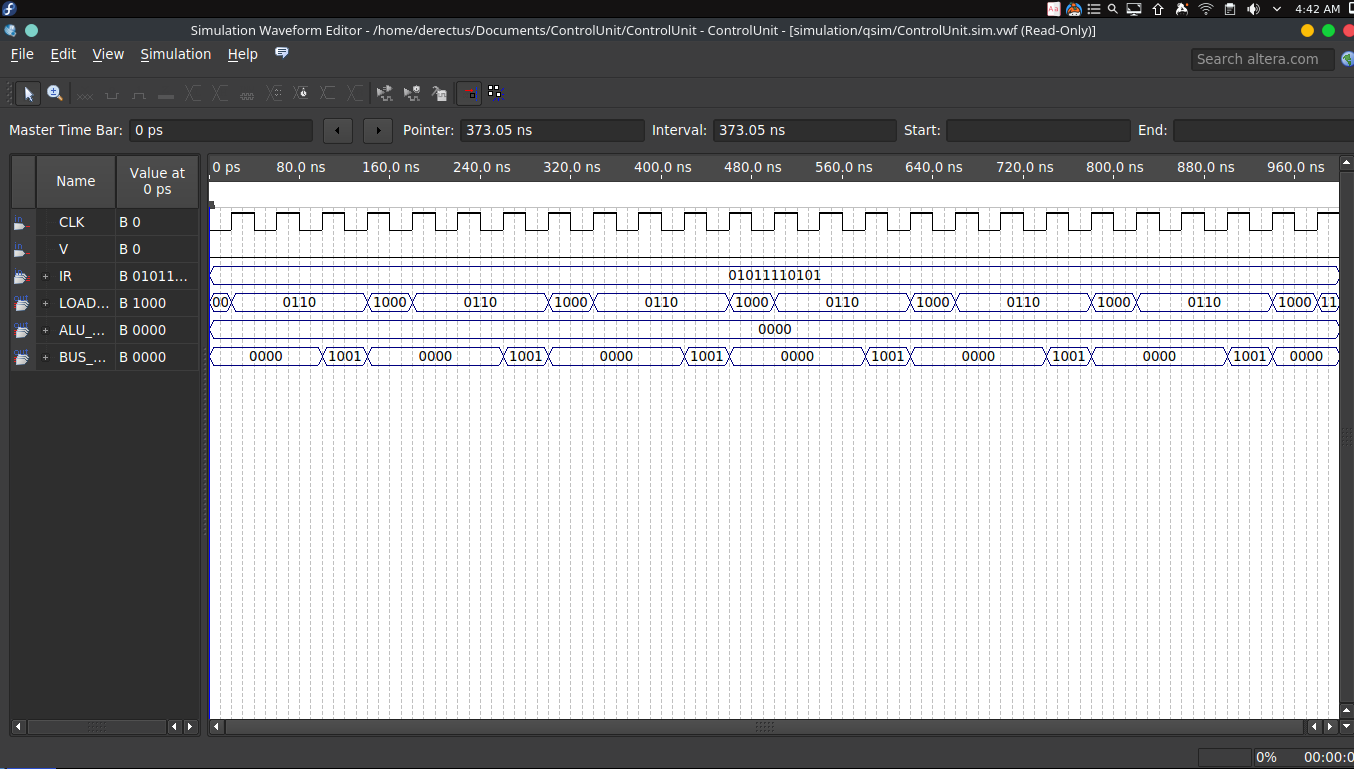 4:42 AM
Simulation Waveform Editor - /home/derectus/Documents/ControlUnit/ControlUnit - ControlUnit - [simulation/qsim/ControlUnit.sim.vwf (Read-Only)]
File Edit View Simulation Help
Search altera.com
Master Time Bar: 0 ps Pointer: 373.05 ns Interval: 373.05 ns Start: End:
Name Value at 0 ps
0 ps 80.0 ns 160.0 ns 240.0 ns 320.0 ns 400.0 ns 480.0 ns 560.0 ns 640.0 ns 720.0 ns 800.0 ns 880.0 ns 960.0 ns
CLK B 0
V B 0
IR B 01011... 01011110101
LOAD... B 1000 00 0110 1000 0110 1000 0110 1000 0110 1000 0110 1000 0110 1000 11
ALU_... B 0000 0000
BUS_... B 0000 0000 1001 0000 1001 0000 1001 0000 1001 0000 1001 0000 1001 0000
0% 00:00:0